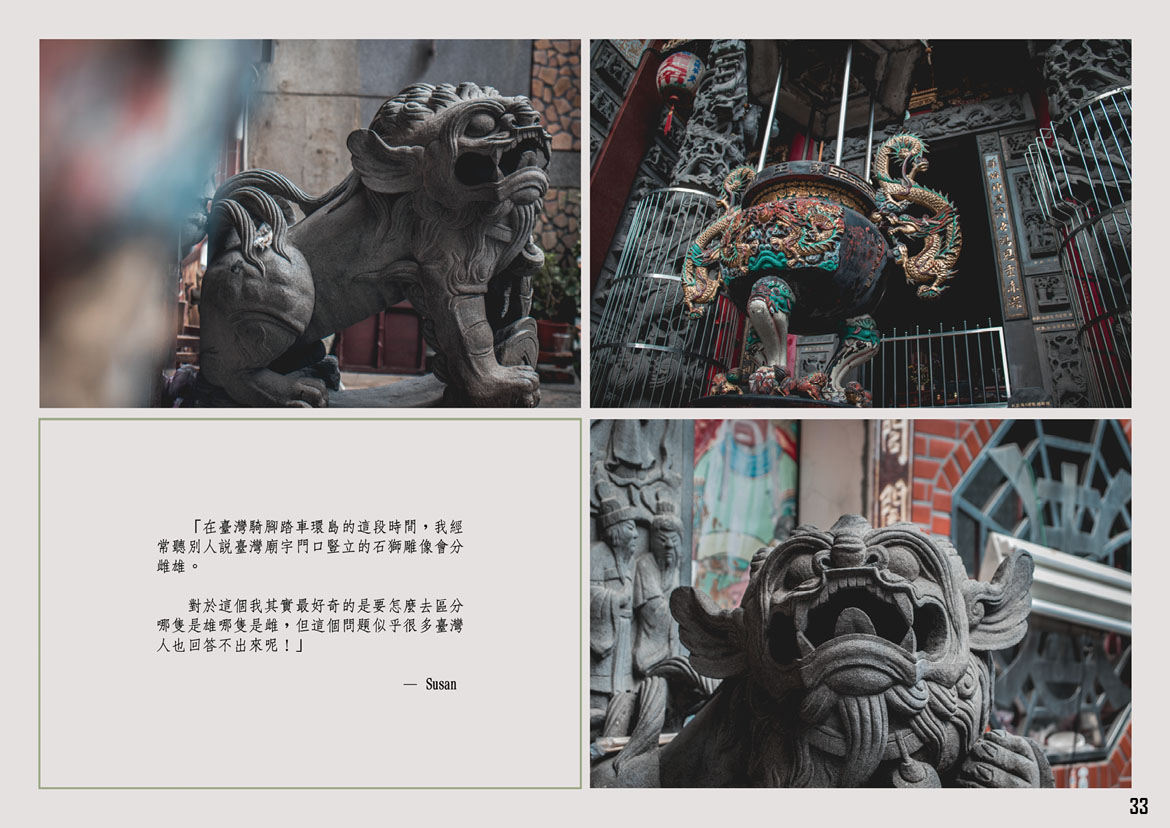 「在臺灣騎腳踏車環島的這段時間，我經
常聽別人説臺灣廟宇門口豎立的石獅雕像會分
雌雄。
對於這個我其實最好奇的是要怎麼去區分
哪隻是雄哪隻是雌，但這個問題似乎很多臺灣
人也回答不出來呢！」
— Susan
33